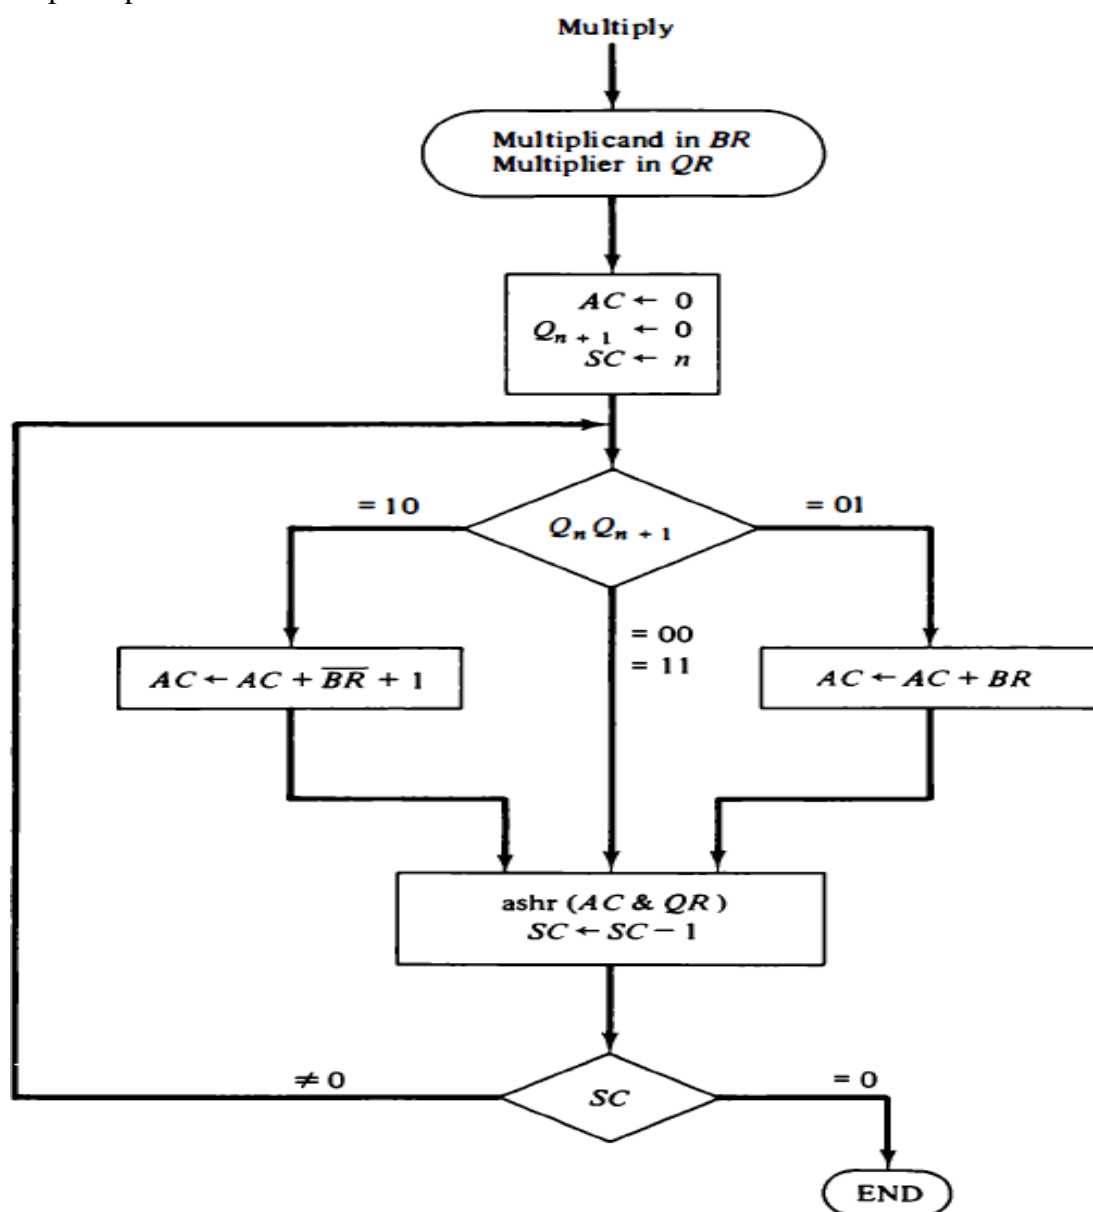 Multiply
Multiplicand in BR
Multiplier in QR
AC ← 0
Qn + 1 ← 0
SC ← n
= 10
= 01
QnQn + 1
= 00
= 11
AC ← AC + B̅R̅ + 1
AC ← AC + BR
ashr (AC & QR)
SC ← SC − 1
≠ 0
= 0
SC
END